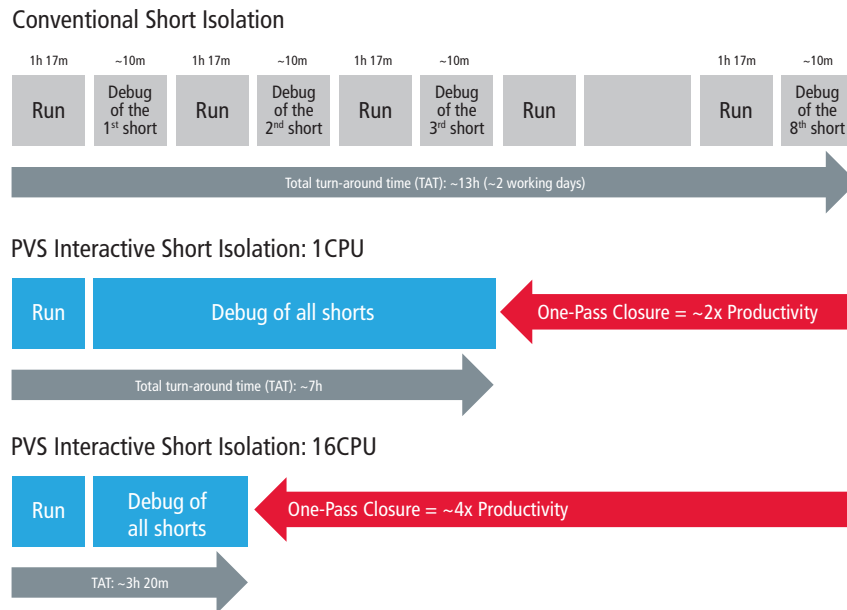 Conventional Short Isolation
1h 17m ~10m 1h 17m ~10m 1h 17m ~10m 1h 17m ~10m
Run
Debug
of the
1st short
Run
Debug
of the
2nd short
Run
Debug
of the
3rd short
Run
Run
Debug
of the
8th short
Total turn-around time (TAT): ~13h (~2 working days)
PVS Interactive Short Isolation: 1CPU
Run
Debug of all shorts
One-Pass Closure = ~2x Productivity
Total turn-around time (TAT): ~7h
PVS Interactive Short Isolation: 16CPU
Run
Debug of
all shorts
One-Pass Closure = ~4x Productivity
TAT: ~3h 20m